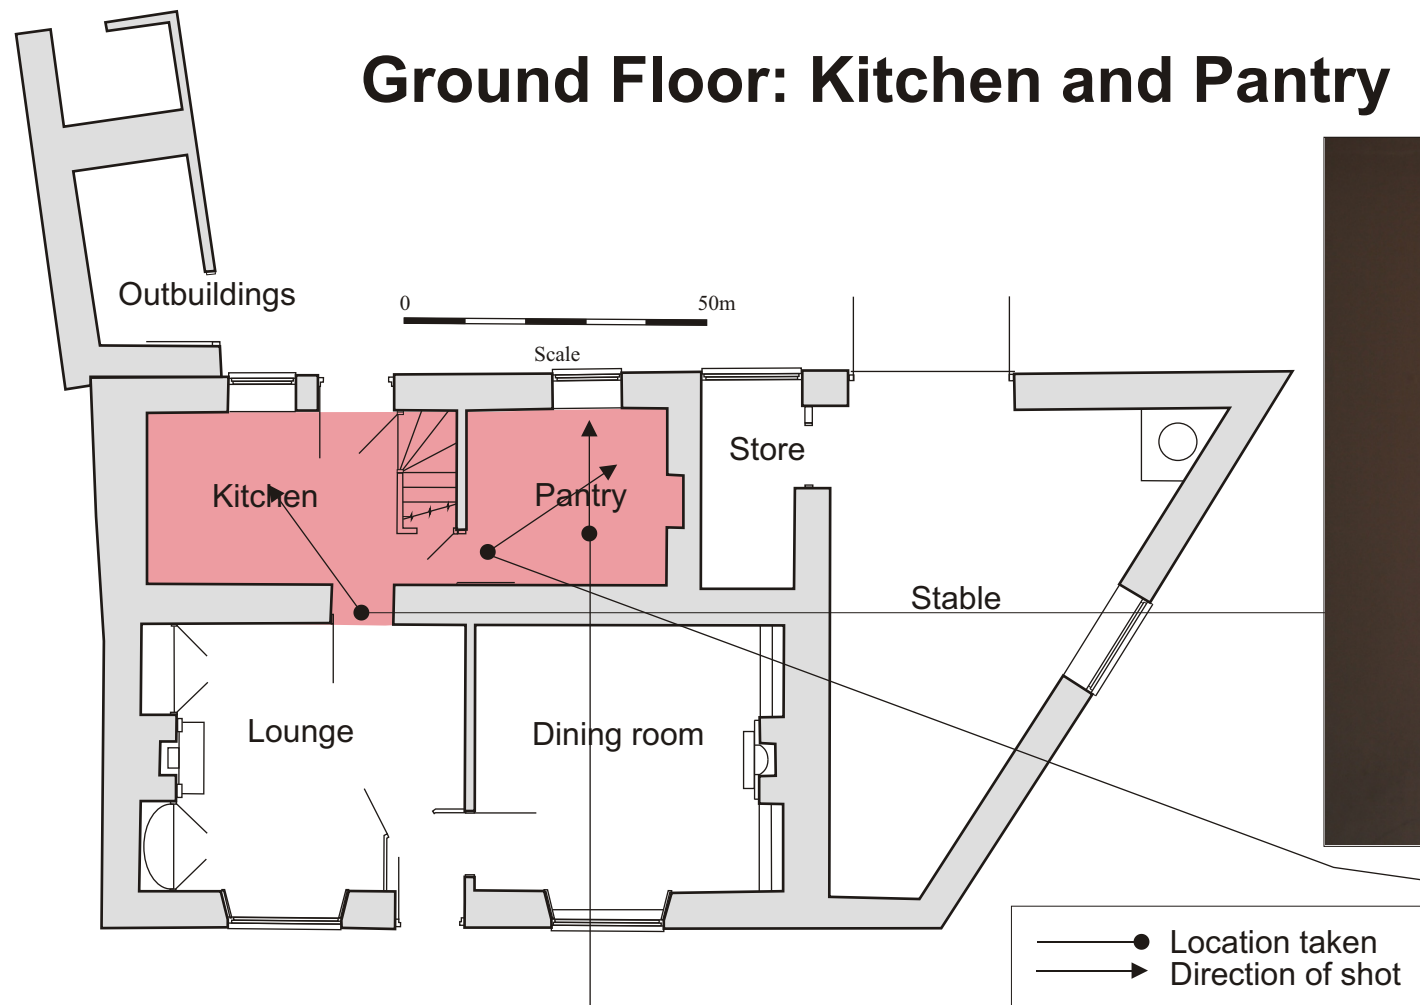 Ground Floor: Kitchen and Pantry
Outbuildings
0
50m
Scale
Store
Kitchen
Pantry
Stable
Lounge
Dining room
Location taken
Direction of shot